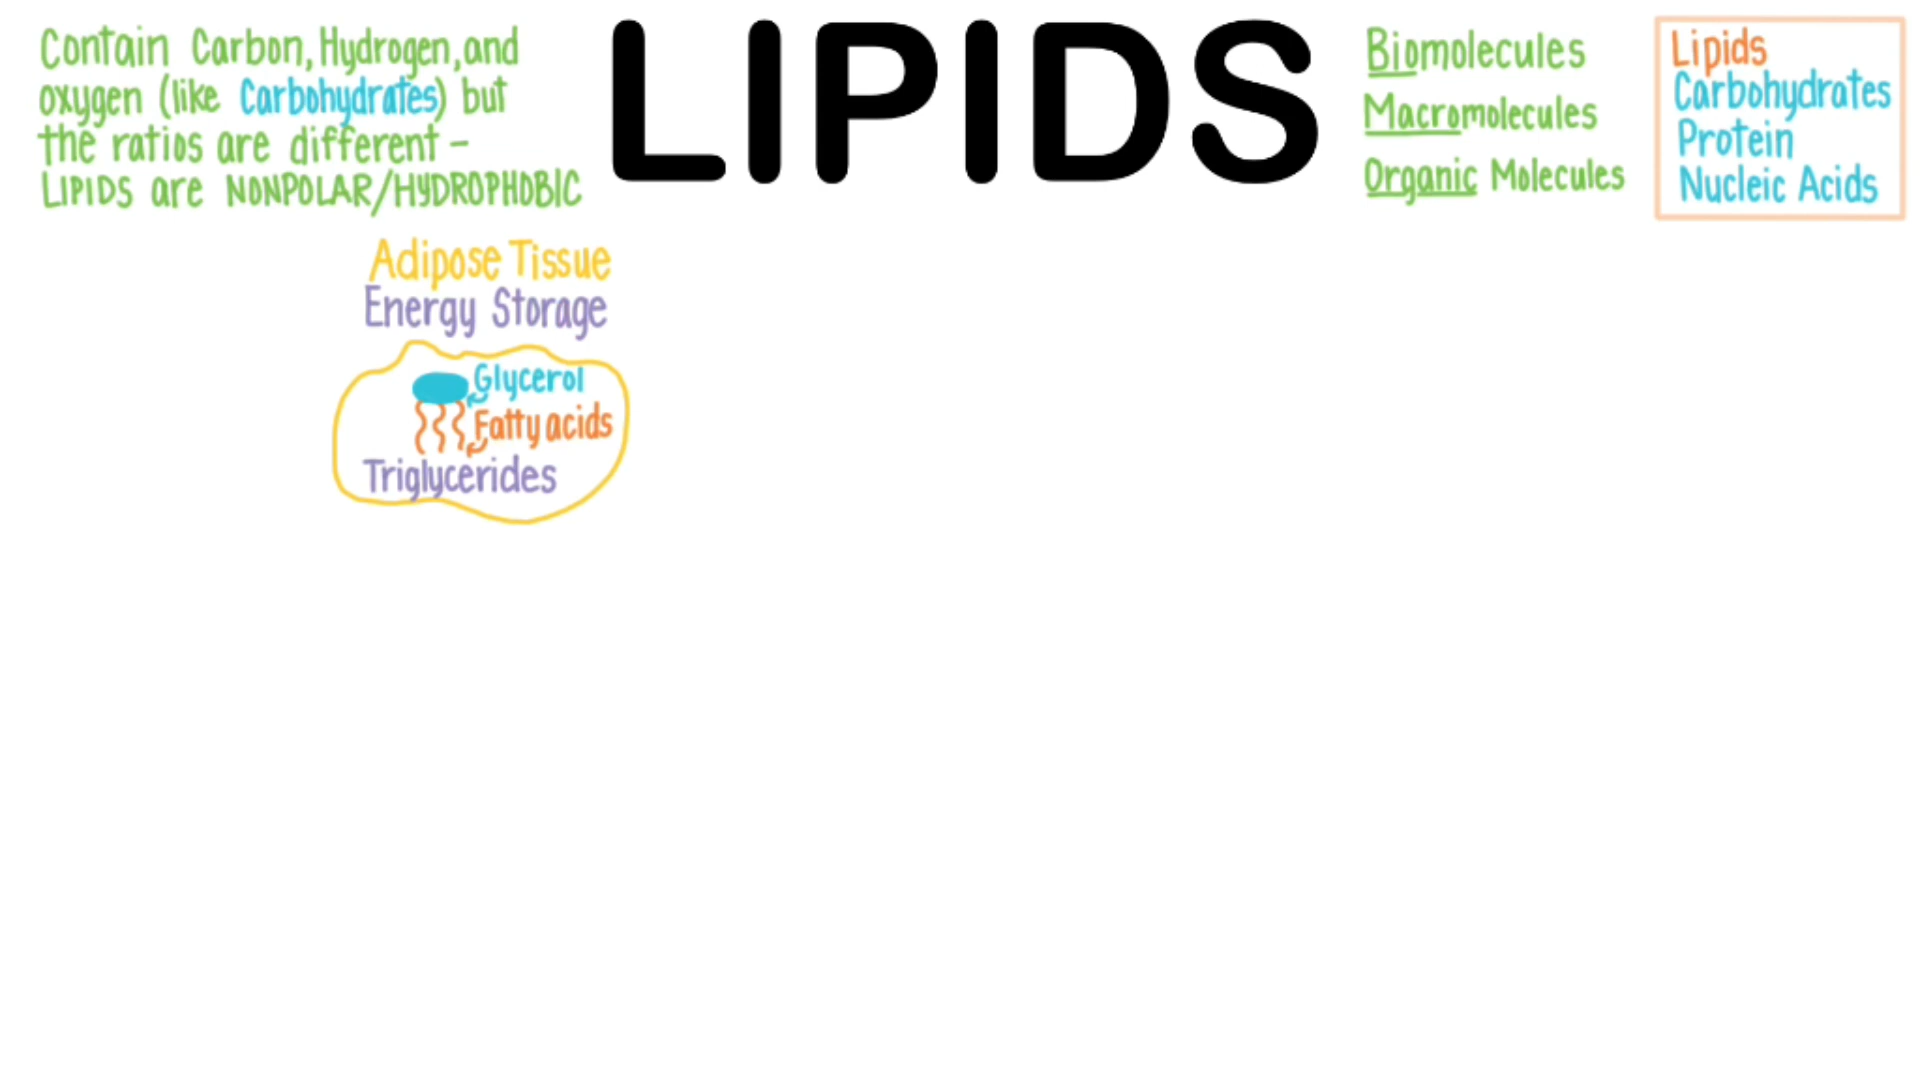 Contain Carbon, Hydrogen, and
oxygen (like Carbohydrates) but
the ratios are different -
LIPIDS are NONPOLAR/HYDROPHOBIC
LIPIDS
Biomolecules
Macromolecules
Organic Molecules
Lipids
Carbohydrates
Protein
Nucleic Acids
Adipose Tissue
Energy Storage
Glycerol
Fatty acids
Triglycerides